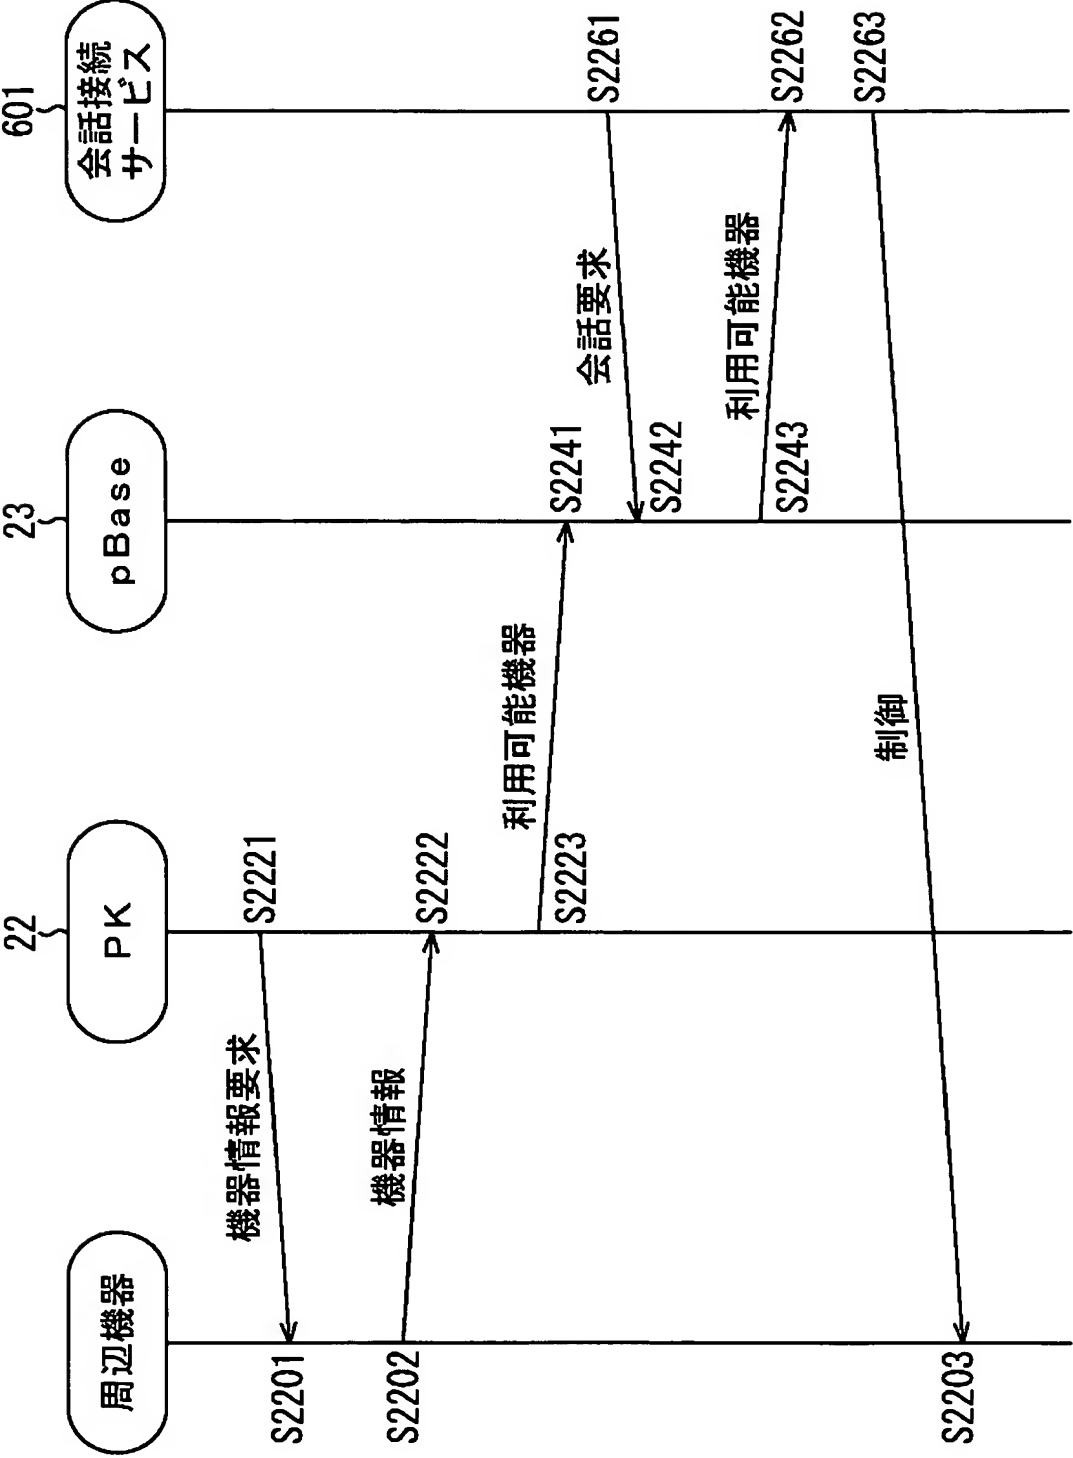 周辺機器
22
PK
23
pBase
601
会話接続
サービス
S2221
機器情報要求
S2201
S2202
機器情報
S2222
S2223
利用可能機器
S2241
S2261
会話要求
S2242
S2243
利用可能機器
S2262
S2263
制御
S2203